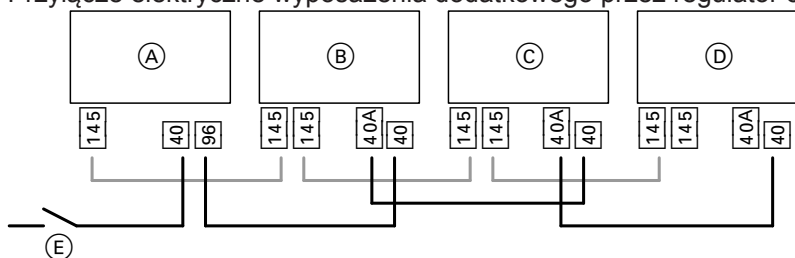 elektryczne wyposażenia dodatkowego przez regulator
A B C D
145 40 96 145 145 40A 40 145 145 40A 40 145 145 40A 40
E